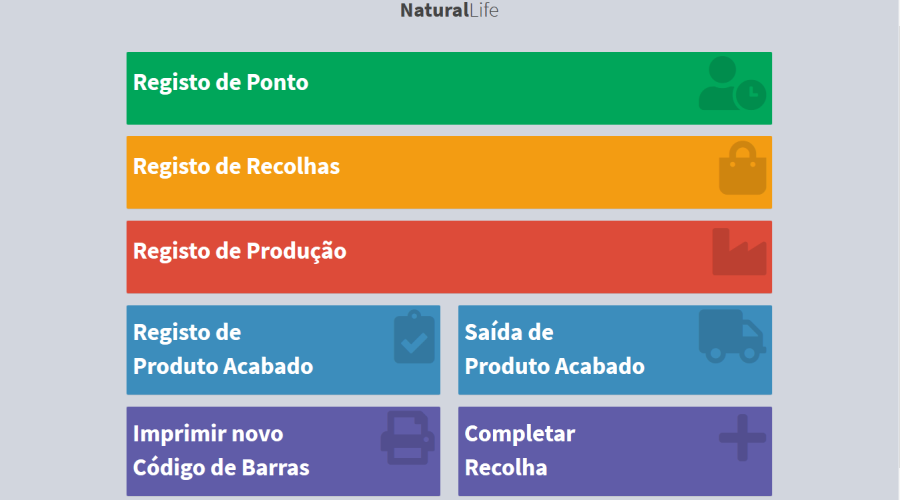 NaturalLife
Registo de Ponto
Registo de Recolhas
Registo de Produção
Registo de
Produto Acabado
Saída de
Produto Acabado
Imprimir novo
Código de Barras
Completar
Recolha